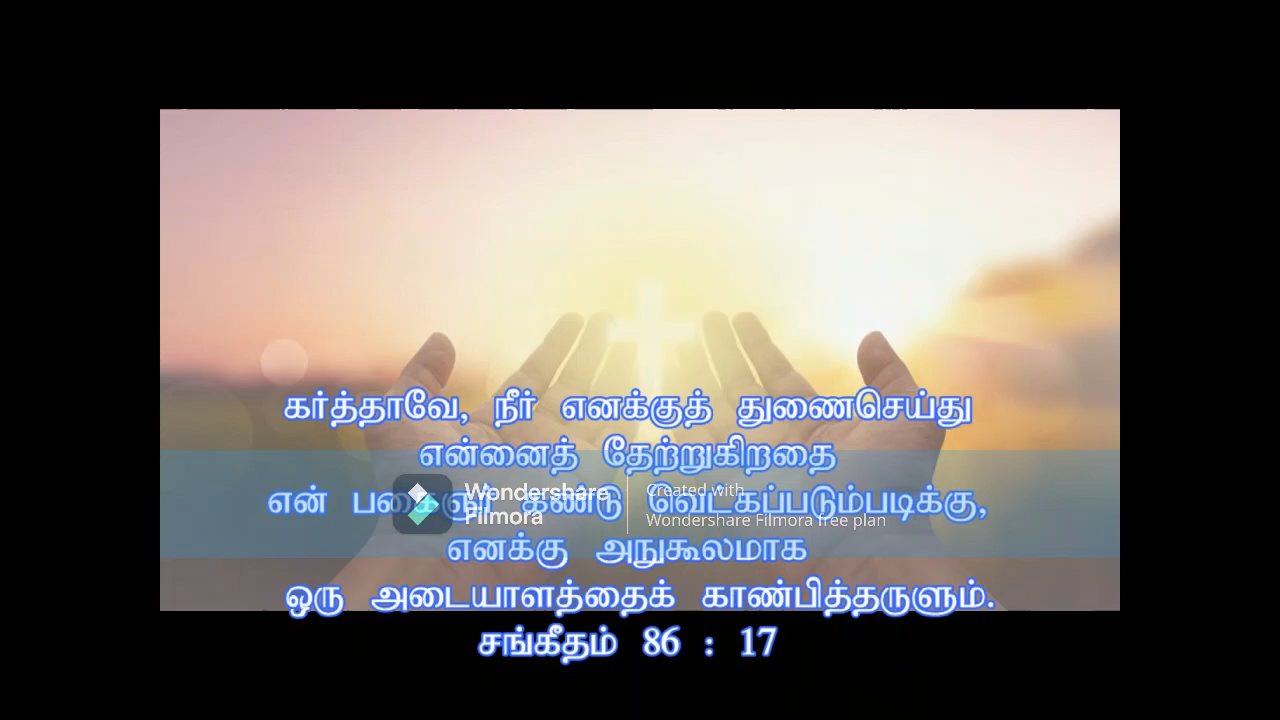 கர்த்தாவே, நீர் எனக்குத் துணைசெய்து
என்னைத் தேற்றுகிறதை
என் கண்டு வெட்கப்படும்படிக்கு,
Wondershare
Filmora
Created with
Wondershare Filmora free plan
எனக்கு அநுகூலமாக
ஒரு அடையாளத்தைக் காண்பித்தருளும்.
சங்கீதம் 86 : 17